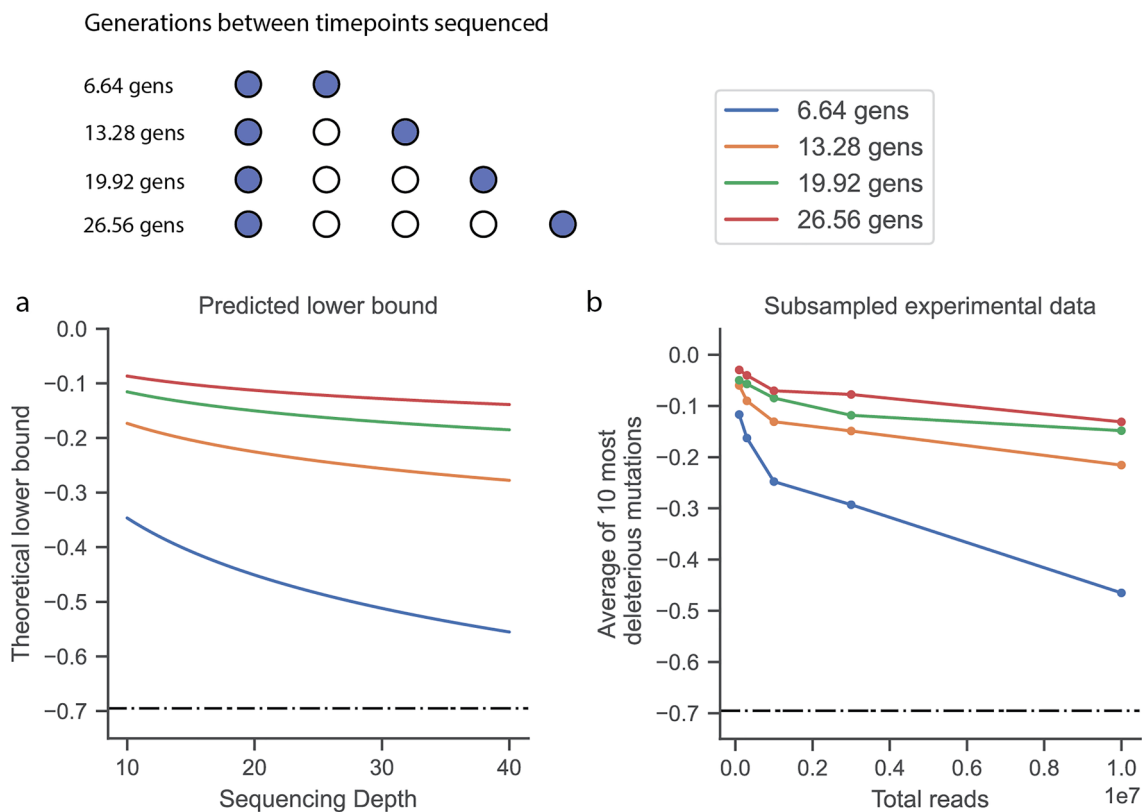 Generations between timepoints sequenced
6.64 gens
13.28 gens
19.92 gens
26.56 gens
6.64 gens
13.28 gens
19.92 gens
26.56 gens
a
Predicted lower bound
0.0
−0.1
−0.2
−0.3
−0.4
−0.5
−0.6
−0.7
Theoretical lower bound
10
20
30
40
Sequencing Depth
b
Subsampled experimental data
0.0
−0.1
−0.2
−0.3
−0.4
−0.5
−0.6
−0.7
Average of 10 most
deleterious mutations
0.0
0.2
0.4
0.6
0.8
1.0
1e7
Total reads